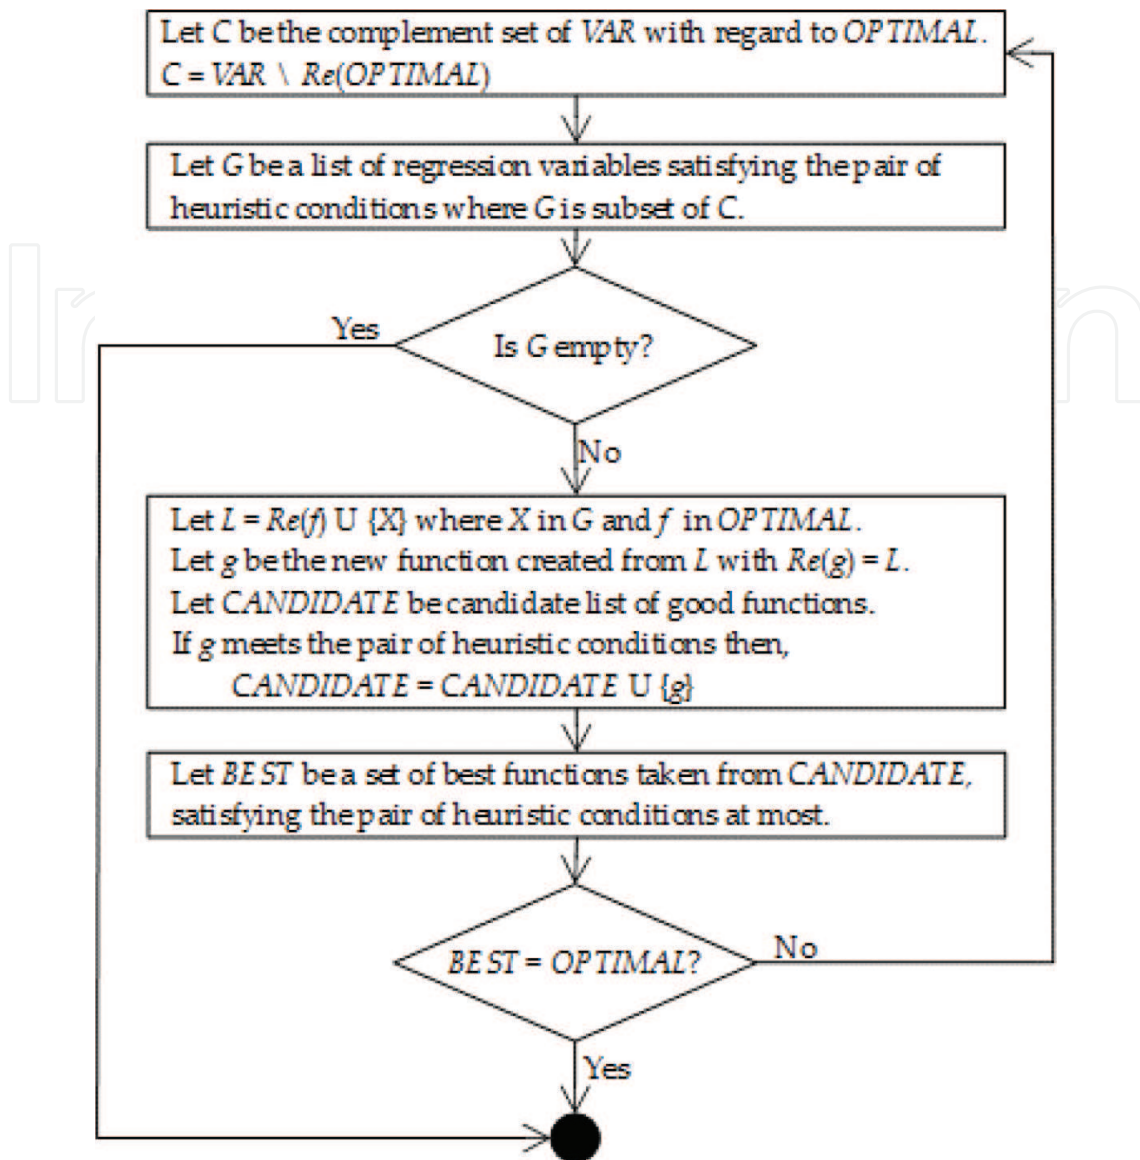 Let C be the complement set of VAR with regard to OPTIMAL.
C = VAR \ Re(OPTIMAL)
Let G be a list of regression variables satisfying the pair of
heuristic conditions where G is subset of C.
Yes
Is G empty?
No
Let L = Re(f) U {X} where X in G and f in OPTIMAL.
Let g be the new function created from L with Re(g) = L.
Let CANDIDATE be candidate list of good functions.
If g meets the pair of heuristic conditions then,
CANDIDATE = CANDIDATE U {g}
Let BEST be a set of best functions taken from CANDIDATE,
satisfying the pair of heuristic conditions at most.
BEST = OPTIMAL?
No
Yes